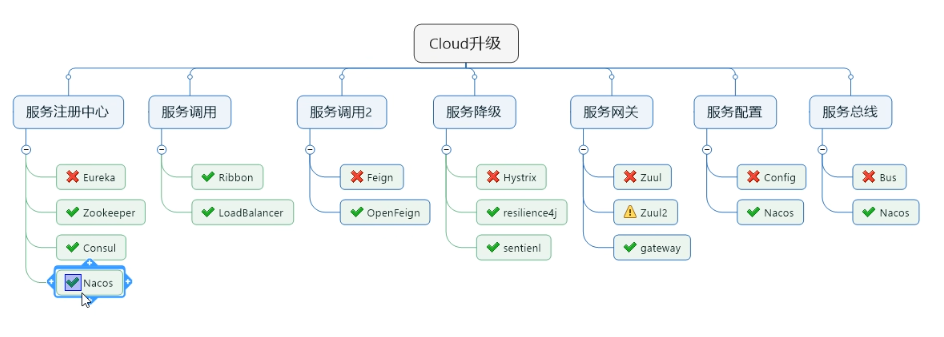 Cloud升级
服务注册中心
服务调用
服务调用2
服务降级
服务网关
服务配置
服务总线
Eureka
Ribbon
Feign
Hystrix
Zuul
Config
Bus
Zookeeper
LoadBalancer
OpenFeign
resilience4j
Zuul2
Nacos
Nacos
Consul
sentienl
gateway
Nacos